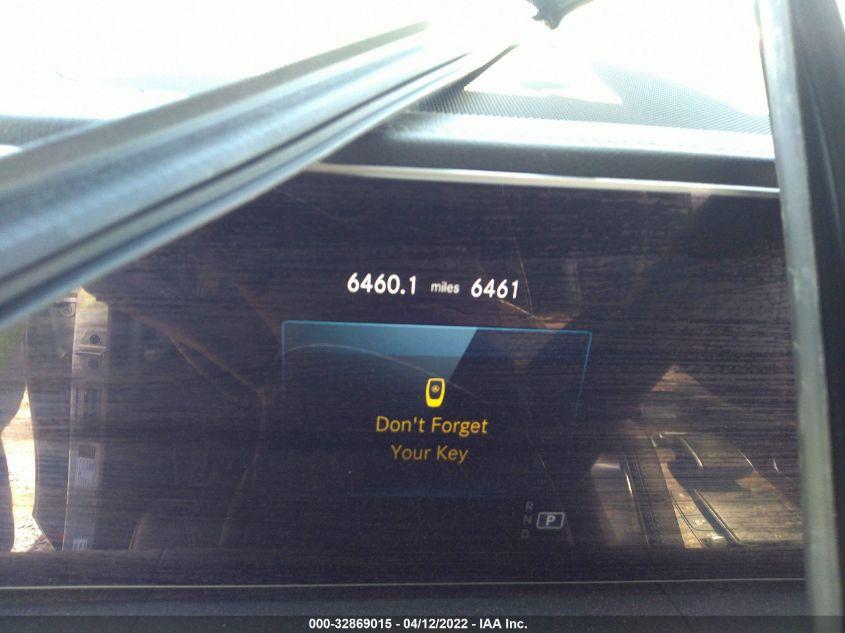 6460.1 miles 6461
Don't Forget
Your Key
R
N P
D
000-32869015 - 04/12/2022 - IAA Inc.